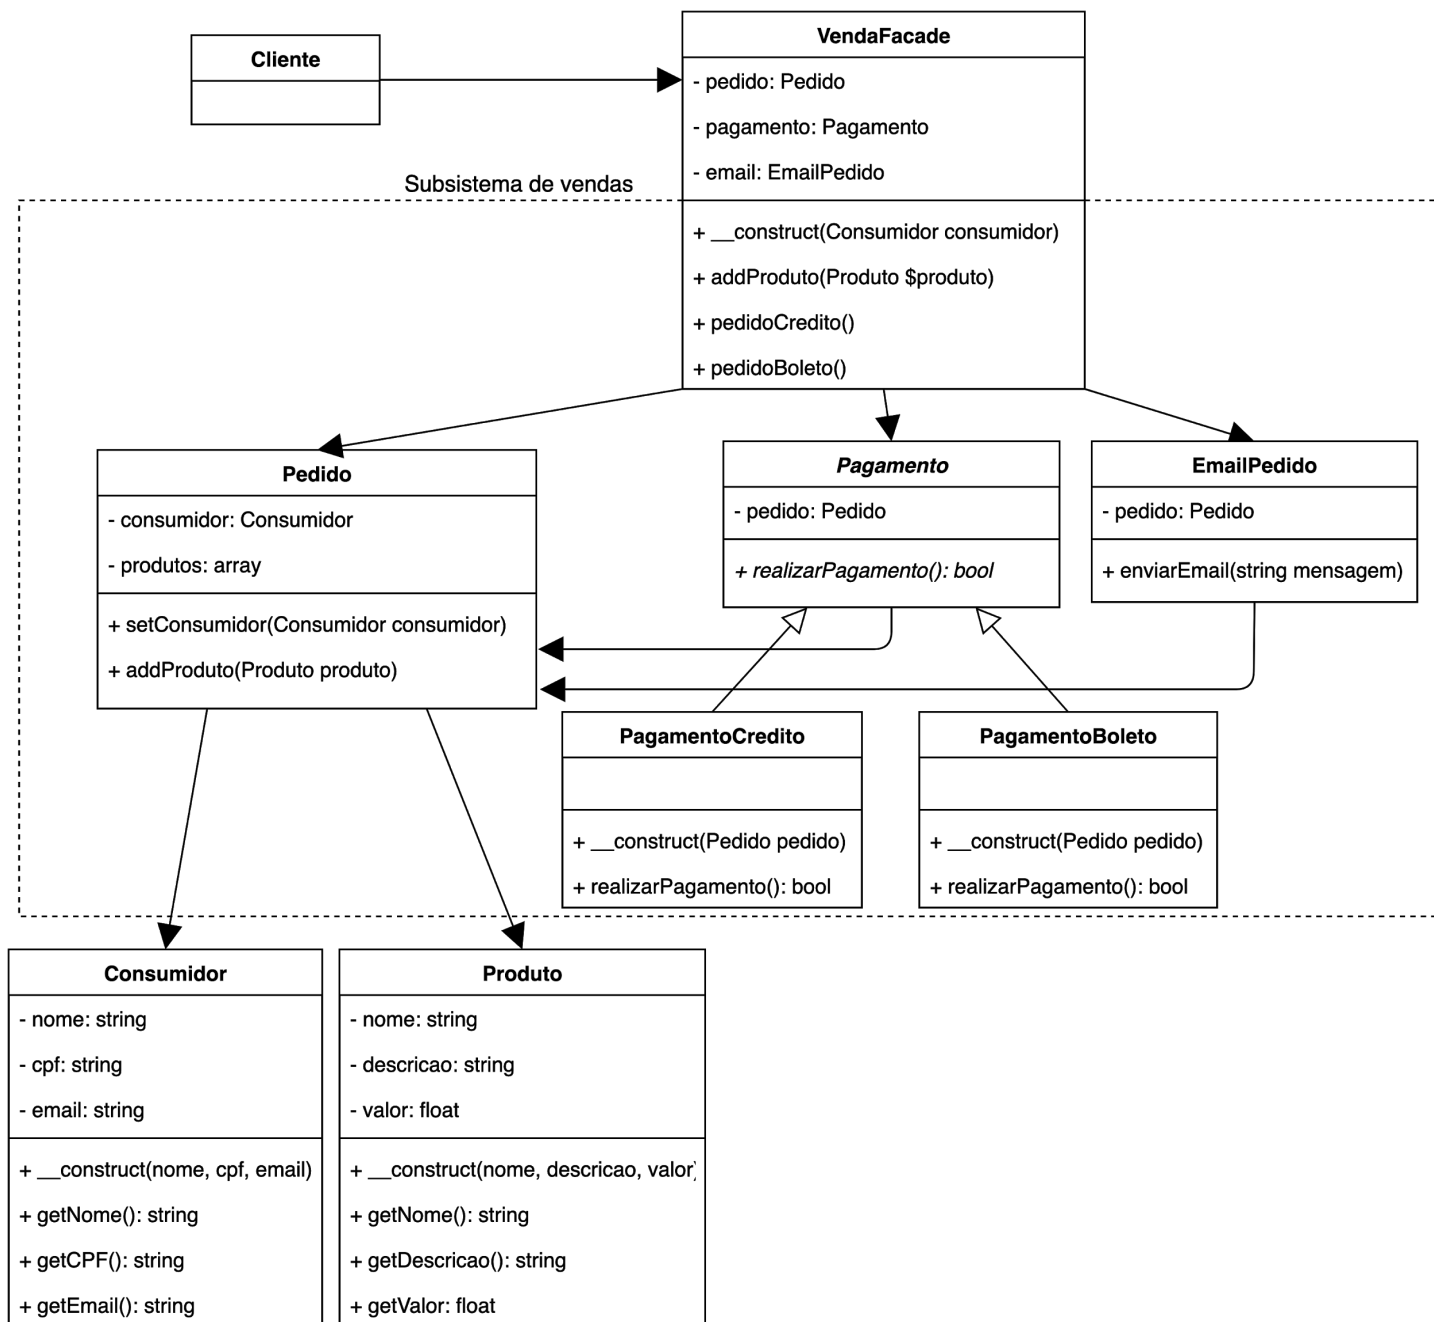 Cliente
VendaFacade
- pedido: Pedido
- pagamento: Pagamento
- email: EmailPedido
Subsistema de vendas
+ __construct(Consumidor consumidor)
+ addProduto(Produto $produto)
+ pedidoCredito()
+ pedidoBoleto()
Pedido
- consumidor: Consumidor
- produtos: array
+ setConsumidor(Consumidor consumidor)
+ addProduto(Produto produto)
Pagamento
- pedido: Pedido
+ realizarPagamento(): bool
EmailPedido
- pedido: Pedido
+ enviarEmail(string mensagem)
PagamentoCredito
+ __construct(Pedido pedido)
+ realizarPagamento(): bool
PagamentoBoleto
+ __construct(Pedido pedido)
+ realizarPagamento(): bool
Consumidor
- nome: string
- cpf: string
- email: string
+ __construct(nome, cpf, email)
+ getNome(): string
+ getCPF(): string
+ getEmail(): string
Produto
- nome: string
- descricao: string
- valor: float
+ __construct(nome, descricao, valor)
+ getNome(): string
+ getDescricao(): string
+ getValor: float